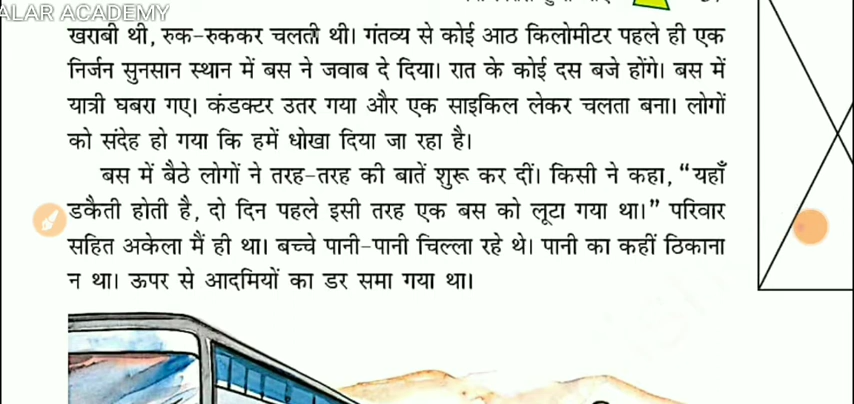 ALAR ACADEMY
खराबी थी, रुक-रुककर चलती थी। गंतव्य से कोई आठ किलोमीटर पहले ही एक
निर्जन सुनसान स्थान में बस ने जवाब दे दिया। रात के कोई दस बजे होंगे। बस में
यात्री घबरा गए। कंडक्टर उतर गया और एक साइकिल लेकर चलता बना। लोगों
को संदेह हो गया कि हमें धोखा दिया जा रहा है।
बस में बैठे लोगों ने तरह-तरह की बातें शुरू कर दीं। किसी ने कहा, “यहाँ
डकैती होती है, दो दिन पहले इसी तरह एक बस को लूटा गया था।” परिवार
सहित अकेला मैं ही था। बच्चे पानी-पानी चिल्ला रहे थे। पानी का कहीं ठिकाना
न था। ऊपर से आदमियों का डर समा गया था।